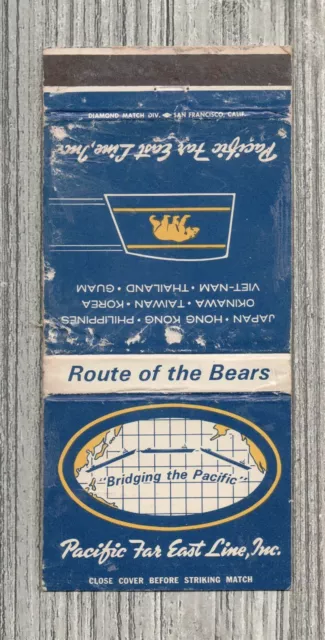 DIAMOND MATCH DIV. SAN FRANCISCO, CALIF.
Pacific Far East Line, Inc.
JAPAN • HONG KONG • PHILIPPINES
OKINAWA • TAIWAN • KOREA
VIET-NAM • THAILAND • GUAM
Route of the Bears
"Bridging the Pacific"
Pacific Far East Line, Inc.
CLOSE COVER BEFORE STRIKING MATCH